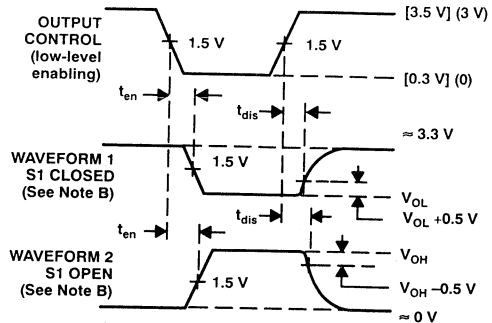 OUTPUT
CONTROL
(low-level
enabling)
[3.5 V] (3 V)
1.5 V
1.5 V
[0.3 V] (0)
ten
tdis
≈ 3.3 V
WAVEFORM 1
S1 CLOSED
(See Note B)
1.5 V
VOL
VOL +0.5 V
ten
tdis
WAVEFORM 2
S1 OPEN
(See Note B)
1.5 V
VOH
VOH −0.5 V
≈ 0 V